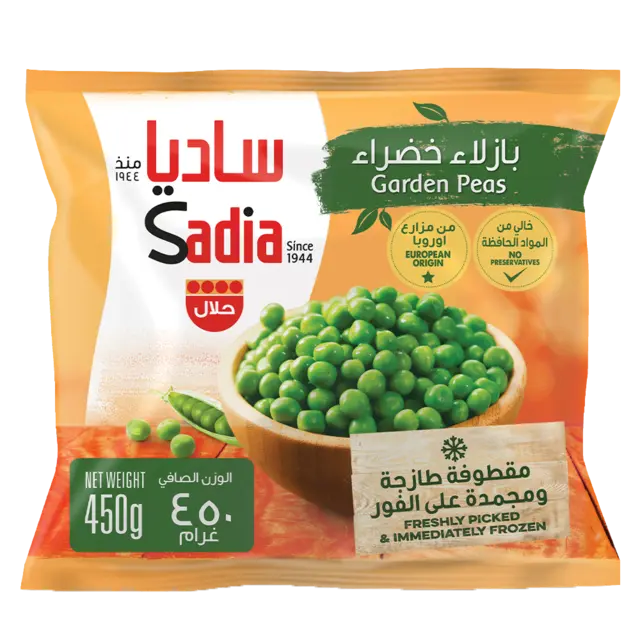 ساديا
منذ
١٩٤٤
Sadia
Since
1944
حلال
بازلاء خضراء
Garden Peas
من مزارع
اوروبا
EUROPEAN
ORIGIN
خالي من
المواد الحافظة
NO
PRESERVATIVES
مقطوفة طازجة
ومجمدة على الفور
FRESHLY PICKED
& IMMEDIATELY FROZEN
NET WEIGHT
450g
الوزن الصافي
٤٥٠
غرام